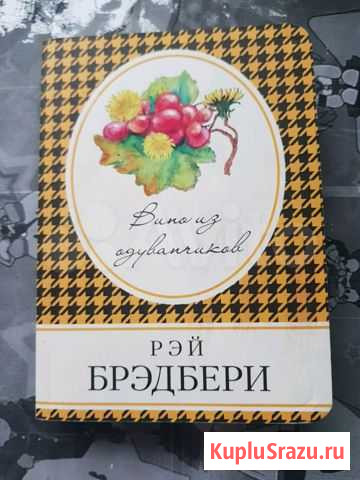 Вино из
одуванчиков
РЭЙ
БРЭДБЕРИ
KupluSrazu.ru